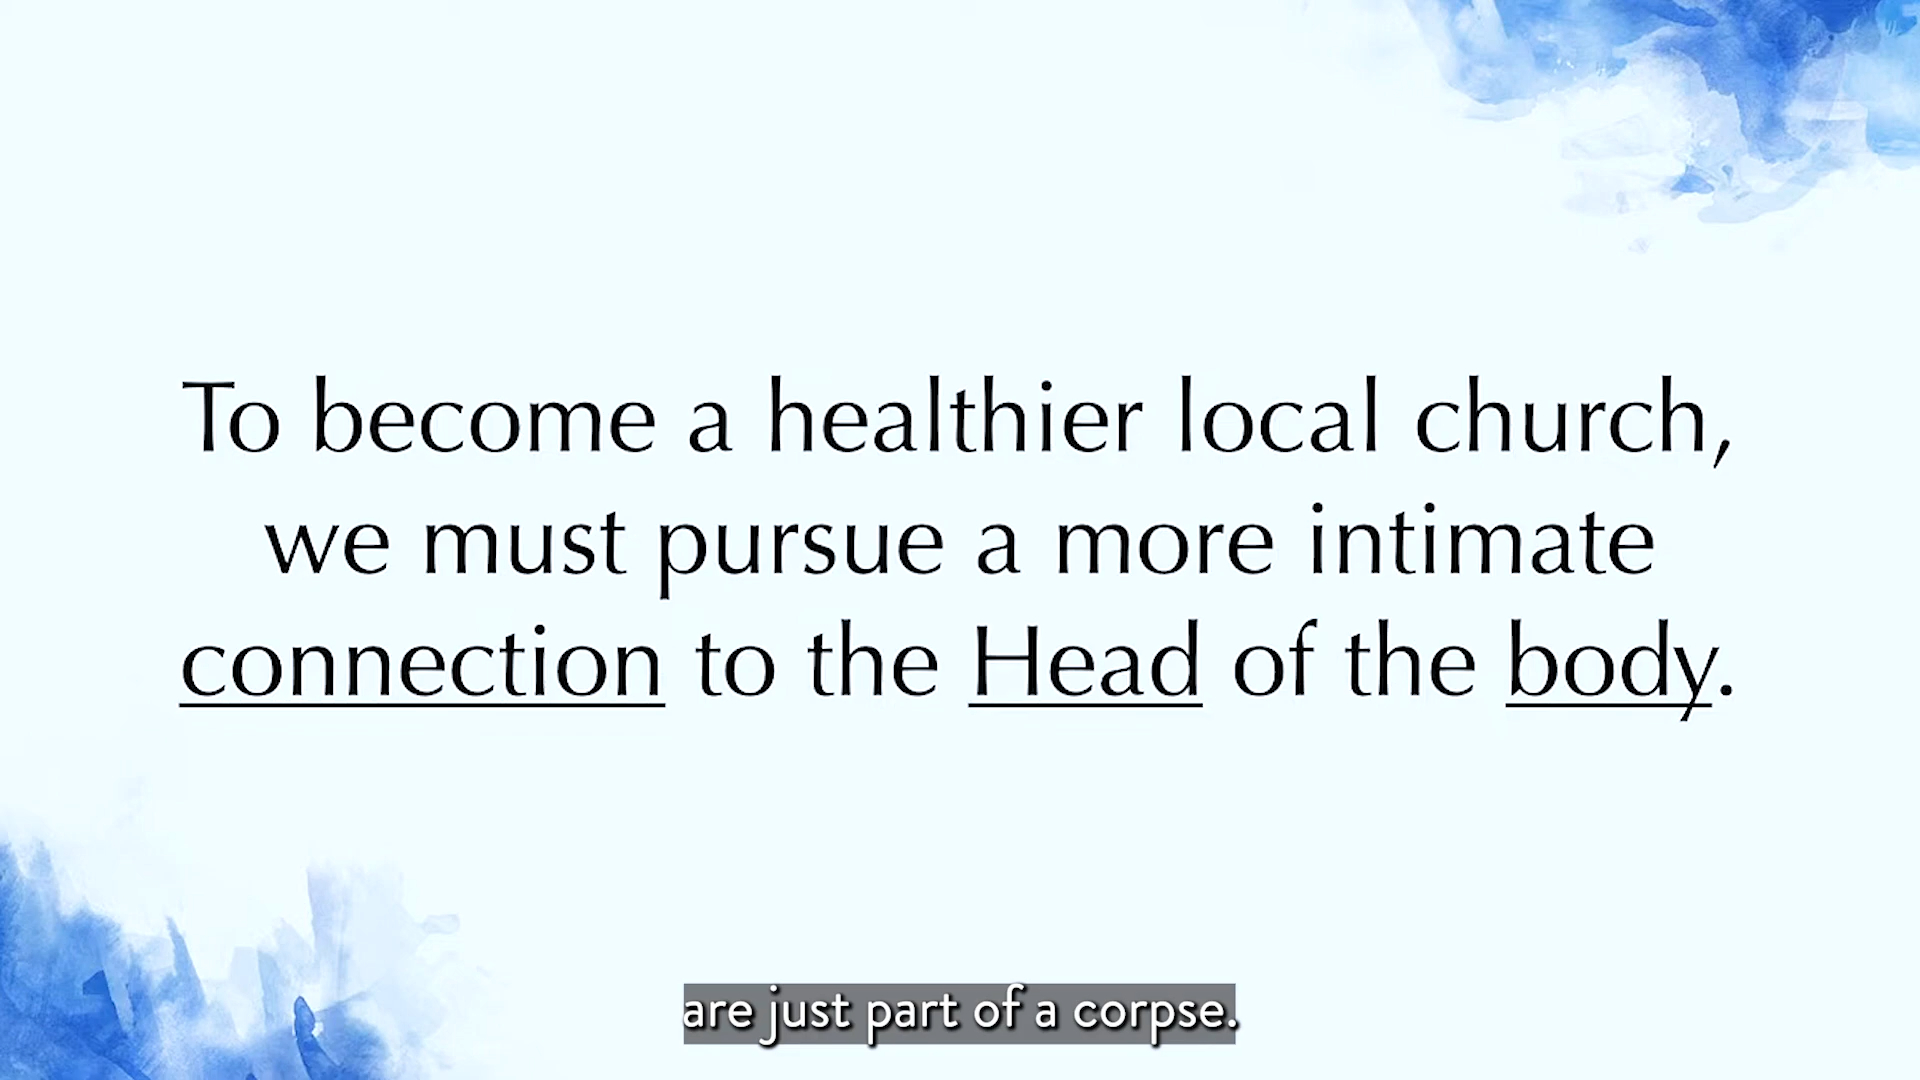 To become a healthier local church,
we must pursue a more intimate
connection to the Head of the body.
are just part of a corpse.